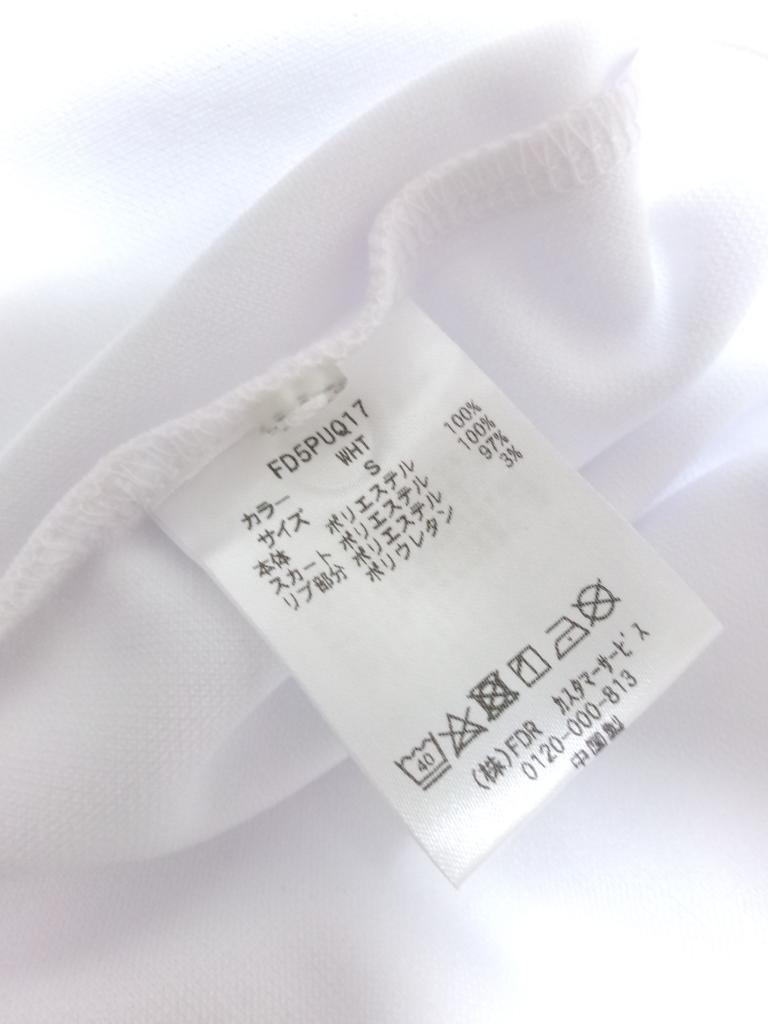 FD5PUQ17
カラー WHT
サイズ S
本体 ポリエステル 100%
スカート ポリエステル 100%
リブ部分 ポリエステル 97%
ポリウレタン 3%
40
(株)FDR カスタマーサービス
0120-000-813
中国製